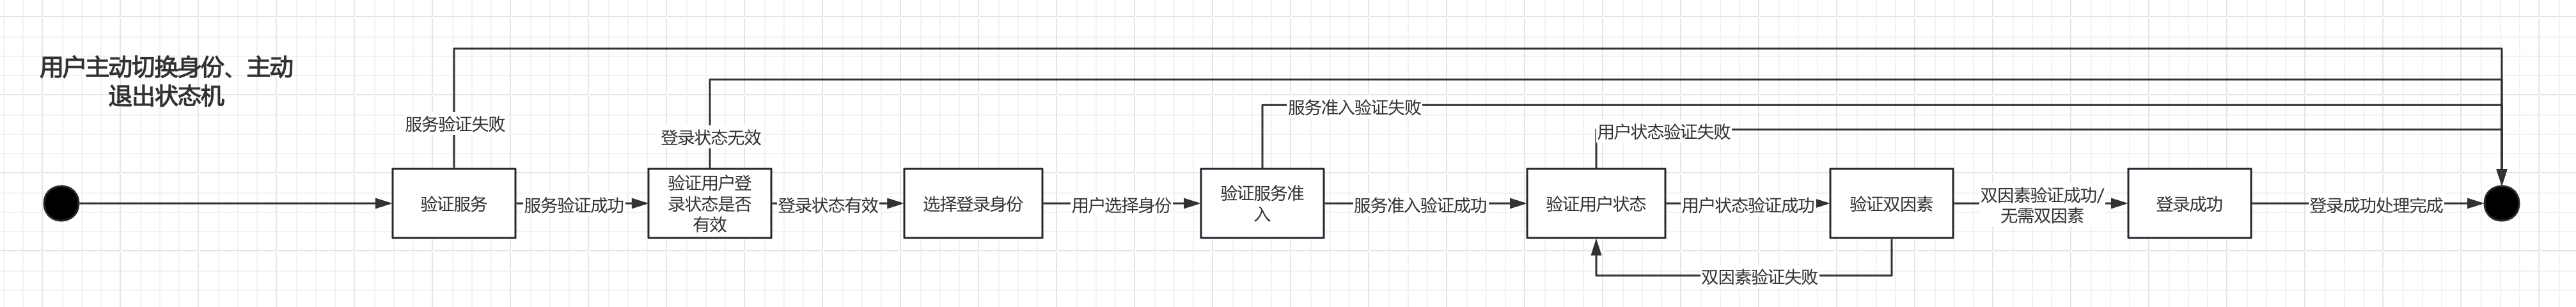 用户主动切换身份、主动
退出状态机
服务验证失败
登录状态无效
服务准入验证失败
用户状态验证失败
验证服务
服务验证成功
验证用户登
录状态是否
有效
登录状态有效
选择登录身份
用户选择身份
验证服务准
入
服务准入验证成功
验证用户状态
用户状态验证成功
验证双因素
双因素验证成功/
无需双因素
登录成功
登录成功处理完成
双因素验证失败